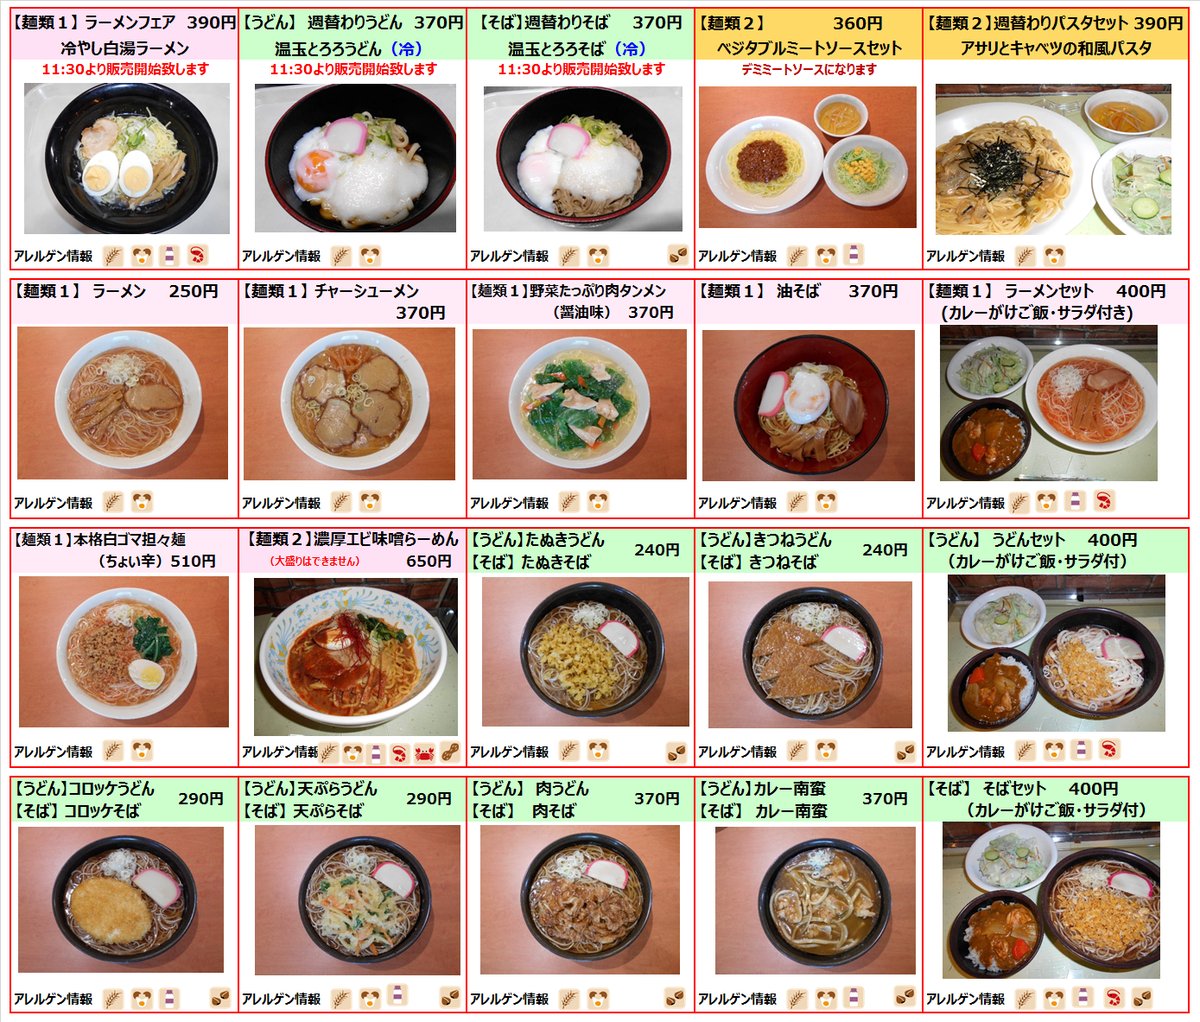 【麺類１】 ラーメンフェア 390円
冷やし白湯ラーメン
11:30より販売開始致します
アレルゲン情報
【うどん】 週替わりうどん 370円
温玉とろろうどん（冷）
11:30より販売開始致します
アレルゲン情報
【そば】週替わりそば 370円
温玉とろろそば（冷）
11:30より販売開始致します
アレルゲン情報
【麺類２】 360円
ベジタブルミートソースセット
デミミートソースになります
アレルゲン情報
【麺類２】週替わりパスタセット 390円
アサリとキャベツの和風パスタ
アレルゲン情報
【麺類１】 ラーメン 250円
アレルゲン情報
【麺類１】 チャーシューメン
370円
アレルゲン情報
【麺類１】野菜たっぷり肉タンメン
（醤油味） 370円
アレルゲン情報
【麺類１】 油そば 370円
アレルゲン情報
【麺類１】 ラーメンセット 400円
(カレーがけご飯・サラダ付き)
アレルゲン情報
【麺類１】本格白ゴマ担々麺
（ちょい辛）510円
アレルゲン情報
【麺類２】濃厚エビ味噌らーめん
（大盛りはできません） 650円
アレルゲン情報
【うどん】たぬきうどん
【そば】 たぬきそば
240円
アレルゲン情報
【うどん】きつねうどん
【そば】 きつねそば
240円
アレルゲン情報
【うどん】 うどんセット 400円
（カレーがけご飯・サラダ付）
アレルゲン情報
【うどん】コロッケうどん
【そば】 コロッケそば
290円
アレルゲン情報
【うどん】天ぷらうどん
【そば】 天ぷらそば
290円
アレルゲン情報
【うどん】 肉うどん
【そば】 肉そば
370円
アレルゲン情報
【うどん】カレー南蛮
【そば】 カレー南蛮
370円
アレルゲン情報
【そば】 そばセット 400円
（カレーがけご飯・サラダ付）
アレルゲン情報